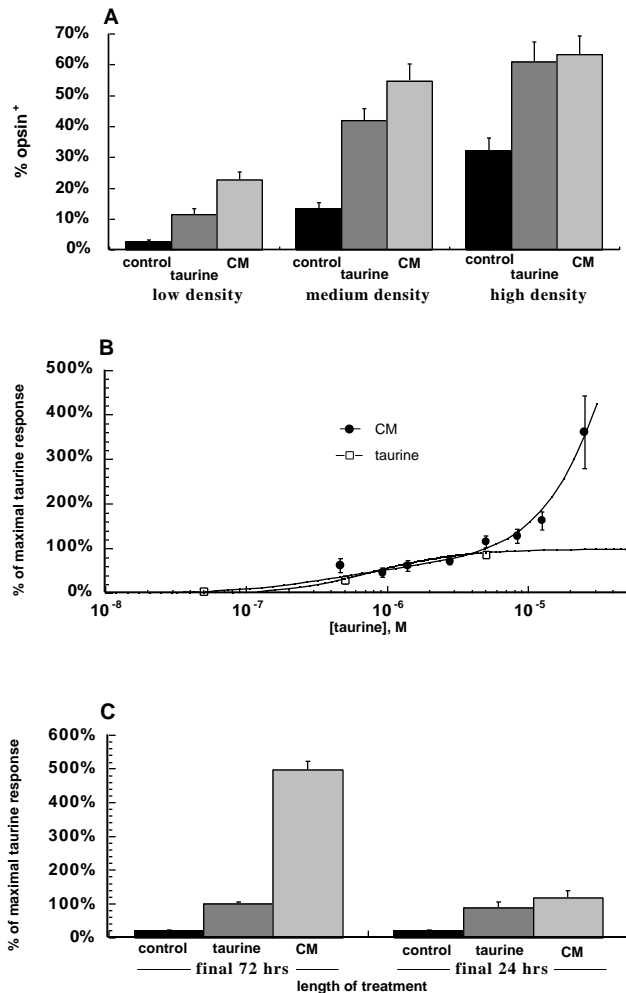 A
70%
60%
50%
40%
30%
20%
10%
0%
% opsin +
control taurine CM control taurine CM control taurine CM
low density medium density high density
B
500%
400%
300%
200%
100%
0%
% of maximal taurine response
CM
taurine
10-8 10-7 10-6 10-5
[taurine], M
C
600%
500%
400%
300%
200%
100%
0%
% of maximal taurine response
control taurine CM control taurine CM
final 72 hrs final 24 hrs
length of treatment